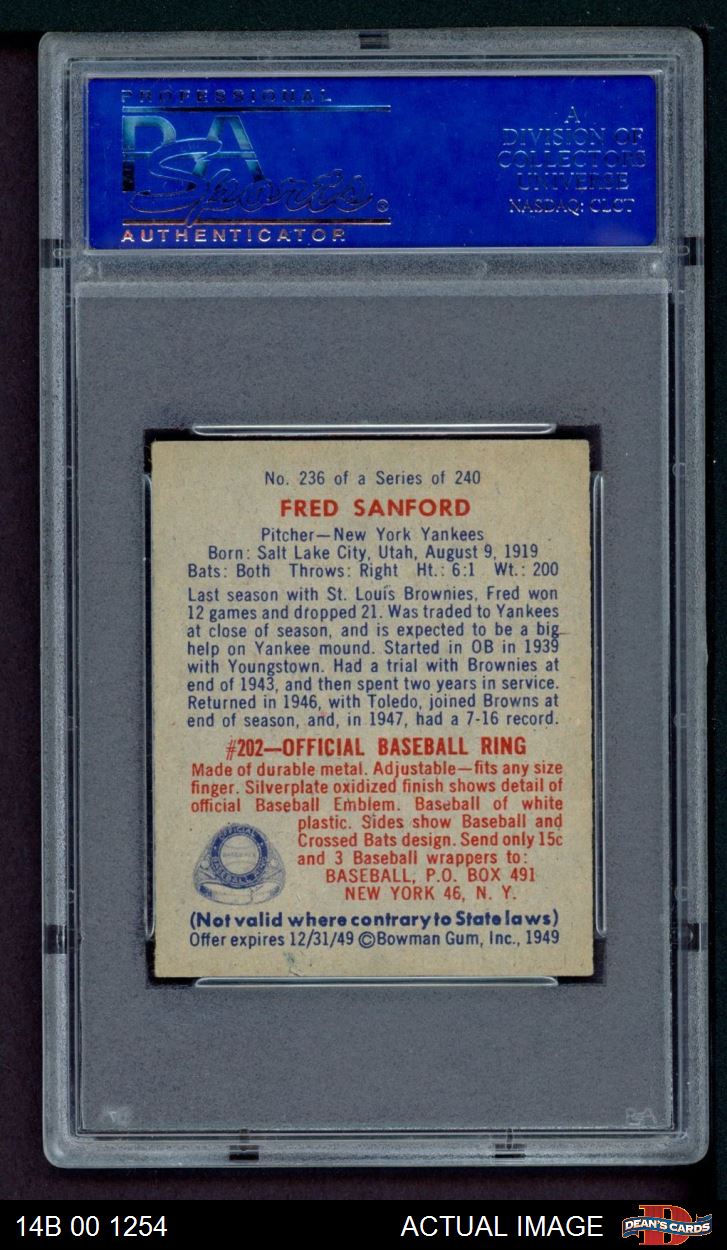 PROFESSIONAL
PSA
Sports
AUTHENTICATOR
A
DIVISION OF
COLLECTORS
UNIVERSE
NASDAQ: CLCT
No. 236 of a Series of 240
FRED SANFORD
Pitcher—New York Yankees
Born: Salt Lake City, Utah, August 9, 1919
Bats: Both Throws: Right Ht.: 6:1 Wt.: 200
Last season with St. Louis Brownies, Fred won
12 games and dropped 21. Was traded to Yankees
at close of season, and is expected to be a big
help on Yankee mound. Started in OB in 1939
with Youngstown. Had a trial with Brownies at
end of 1943, and then spent two years in service.
Returned in 1946, with Toledo, joined Browns at
end of season, and, in 1947, had a 7-16 record.
#202—OFFICIAL BASEBALL RING
Made of durable metal. Adjustable—fits any size
finger. Silverplate oxidized finish shows detail of
official Baseball Emblem. Baseball of white
plastic. Sides show Baseball and
Crossed Bats design. Send only 15c
and 3 Baseball wrappers to:
BASEBALL, P.O. BOX 491
NEW YORK 46, N. Y.
OFFICIAL
BASEBALL RING
(Not valid where contrary to State laws)
Offer expires 12/31/49 ©Bowman Gum, Inc., 1949
PSA
14B 00 1254
ACTUAL IMAGE
DEAN'S CARDS